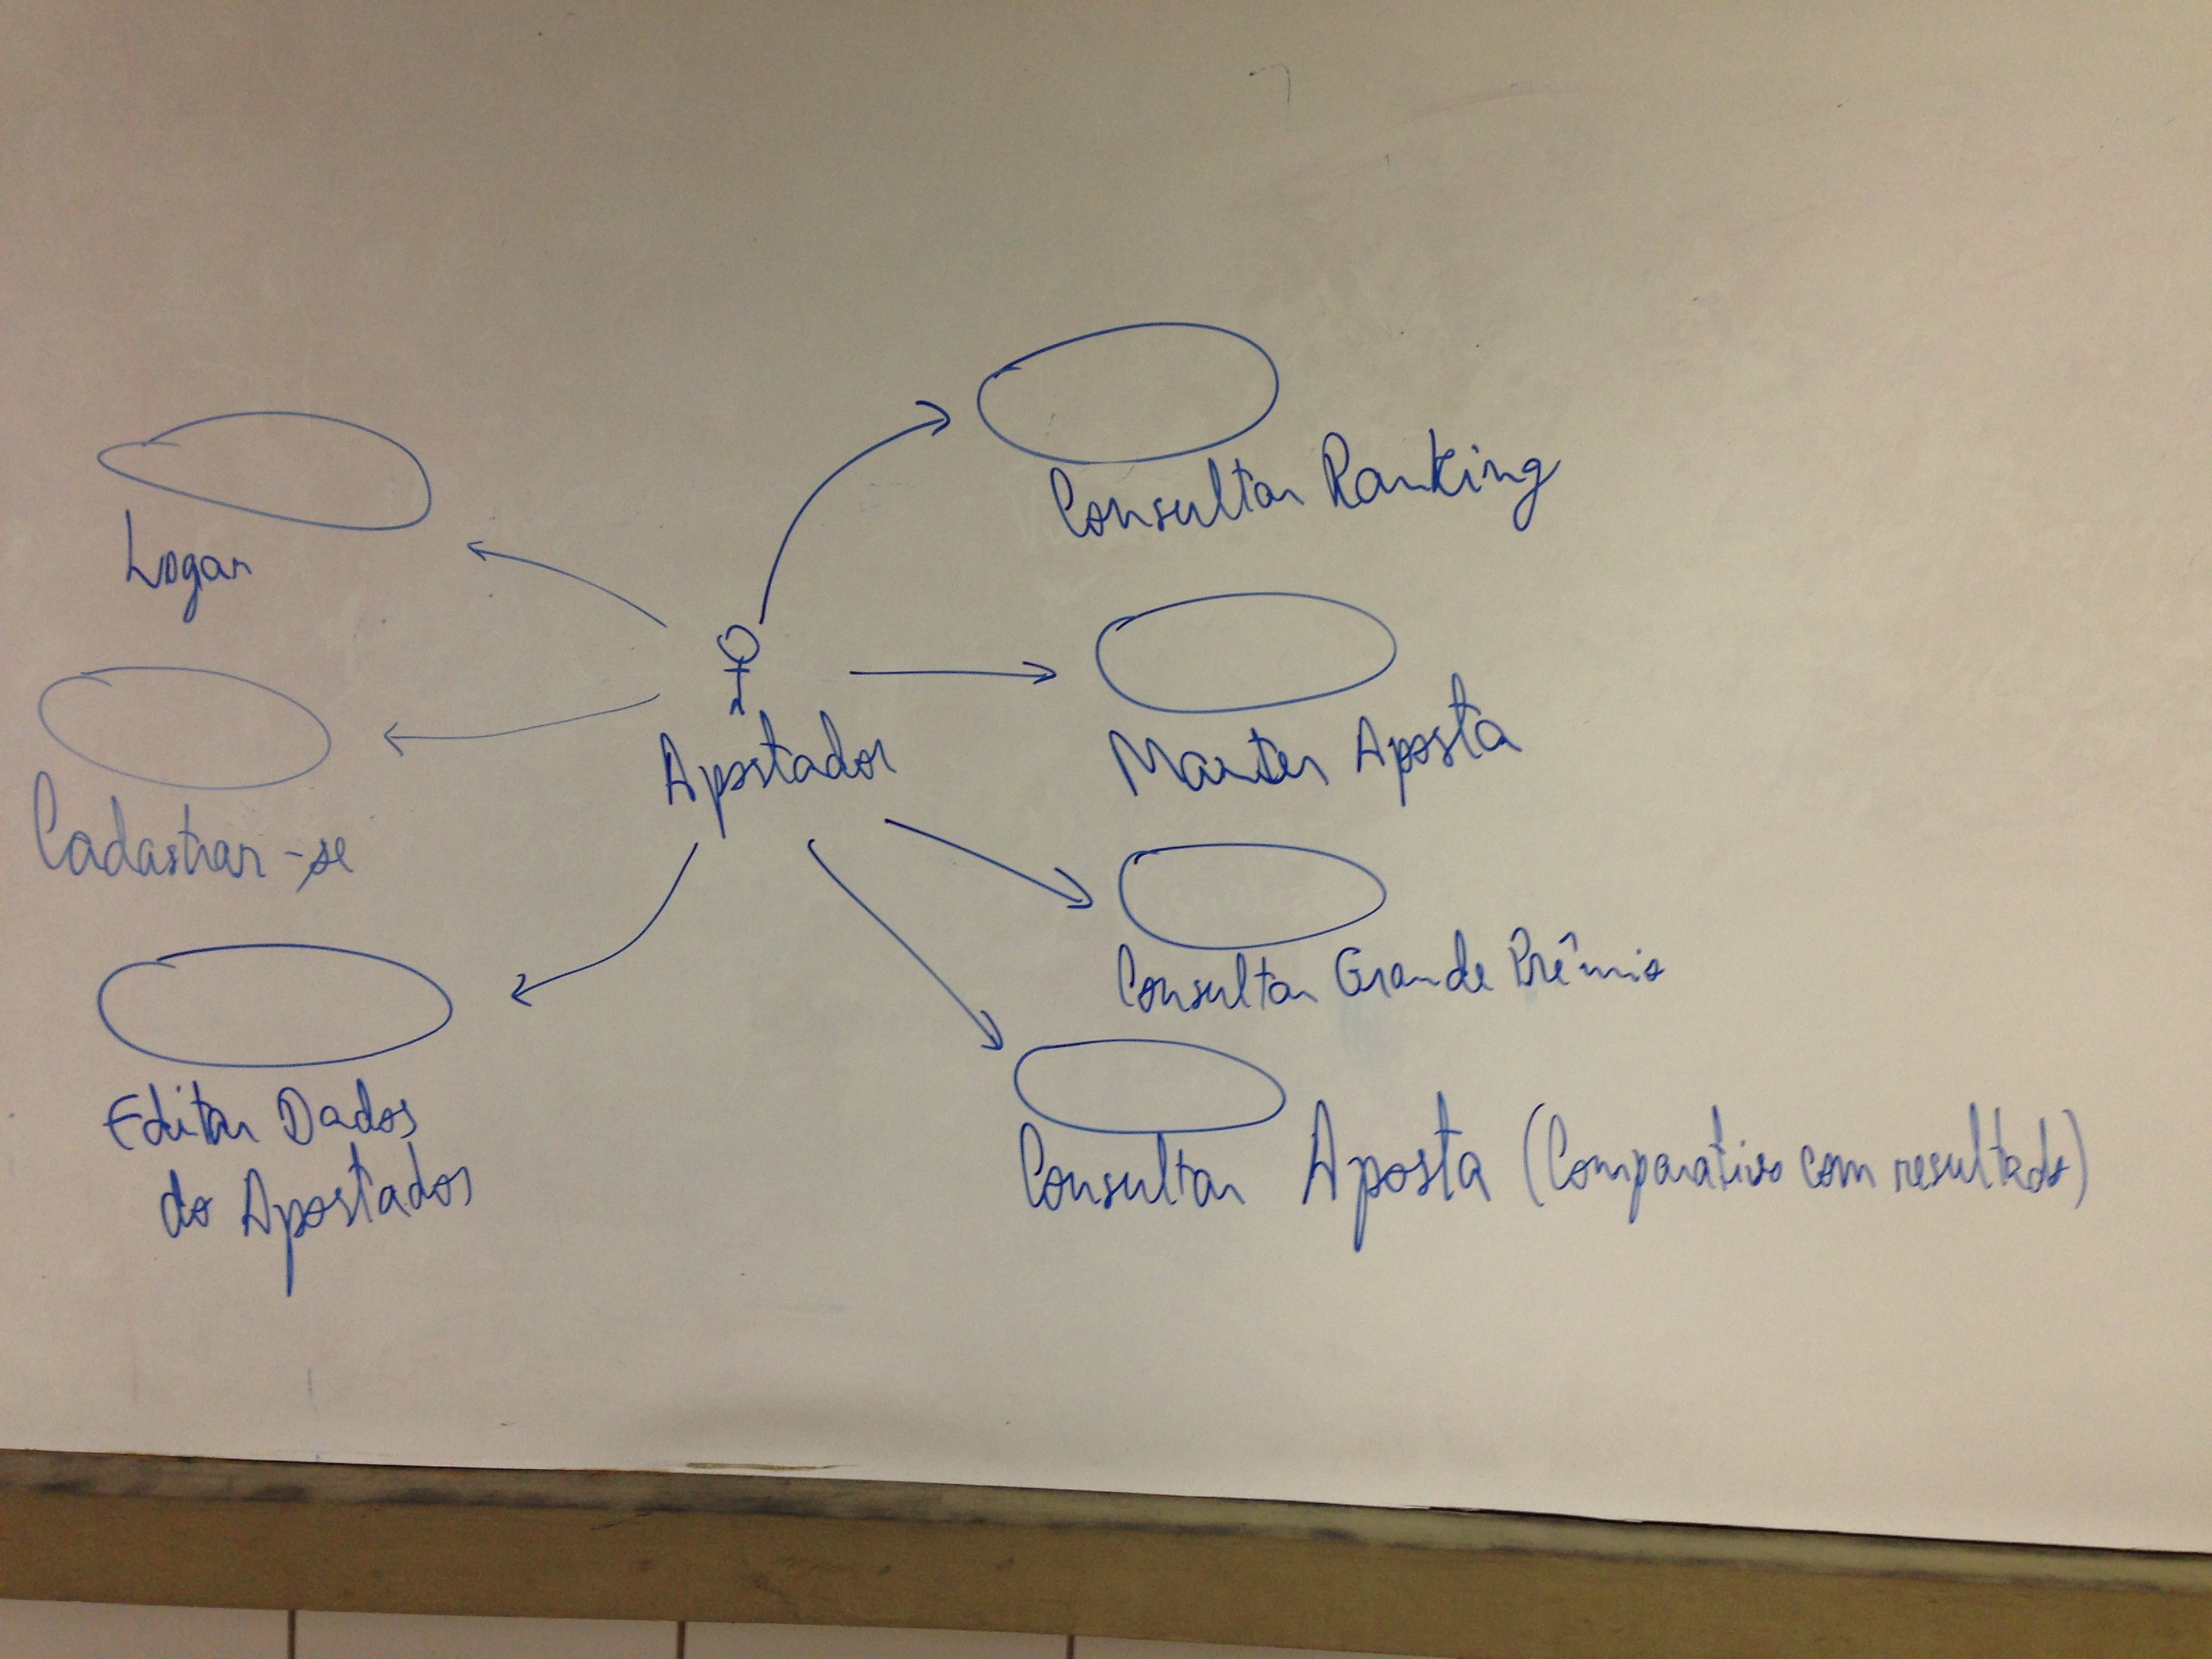 Consultar Ranking
Logar
Apostador
Manter Aposta
Cadastrar-se
Consultar Grande Prêmio
Editar Dados
do Apostador
Consultar Aposta (Comparativo com resultado)